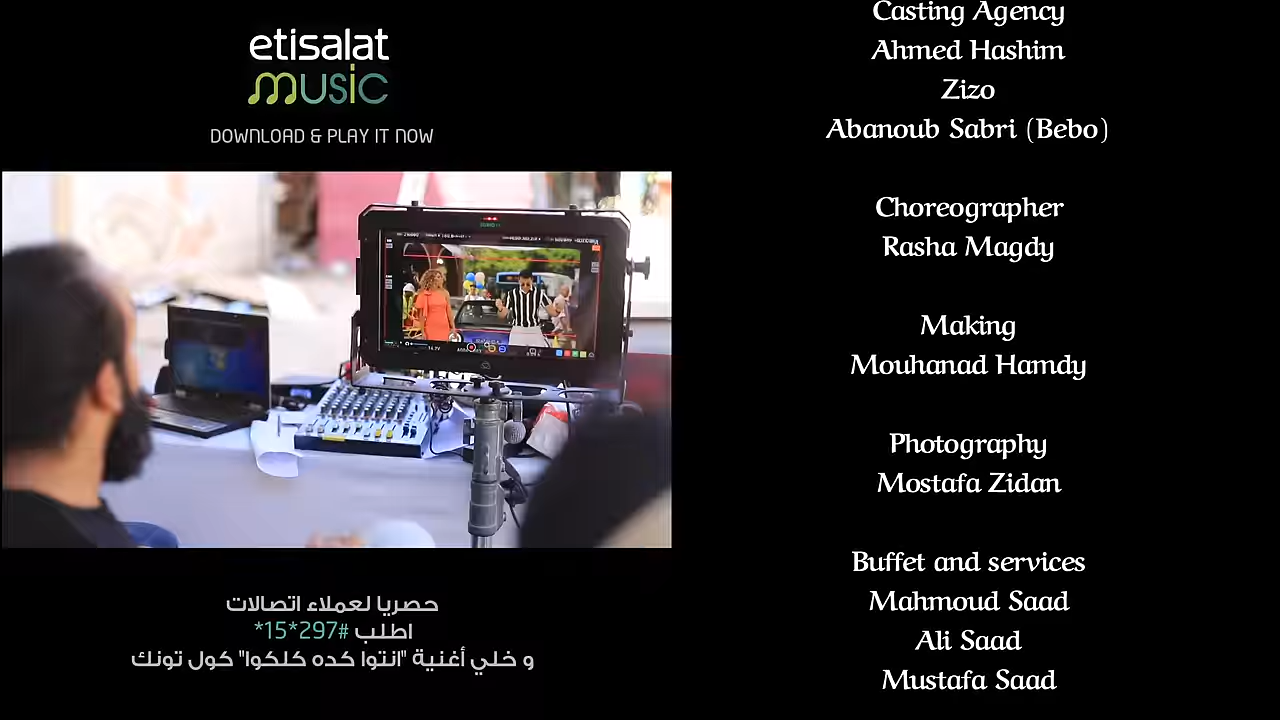 etisalat
music
DOWNLOAD & PLAY IT NOW
حصريا لعملاء اتصالات
اطلب #297*15*
و خلي أغنية "انتوا كده كلكوا" كول تونك
Casting Agency
Ahmed Hashim
Zizo
Abanoub Sabri (Bebo)
Choreographer
Rasha Magdy
Making
Mouhanad Hamdy
Photography
Mostafa Zidan
Buffet and services
Mahmoud Saad
Ali Saad
Mustafa Saad